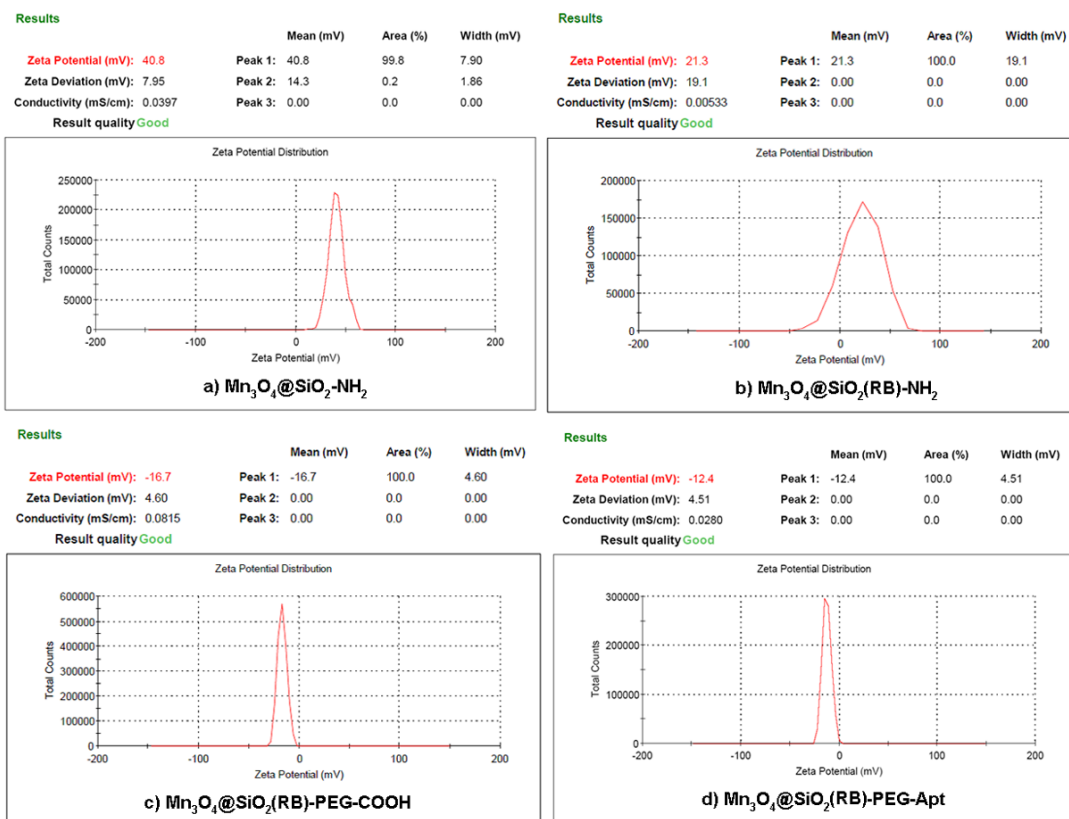 Results
Mean (mV) Area (%) Width (mV)
Zeta Potential (mV): 40.8 Peak 1: 40.8 99.8 7.90
Zeta Deviation (mV): 7.95 Peak 2: 14.3 0.2 1.86
Conductivity (mS/cm): 0.0397 Peak 3: 0.00 0.0 0.00
Result quality Good
Zeta Potential Distribution
250000
200000
150000
100000
50000
0
Total Counts
-200 -100 0 100 200
Zeta Potential (mV)
a) Mn₃O₄@SiO₂-NH₂
Results
Mean (mV) Area (%) Width (mV)
Zeta Potential (mV): 21.3 Peak 1: 21.3 100.0 19.1
Zeta Deviation (mV): 19.1 Peak 2: 0.00 0.0 0.00
Conductivity (mS/cm): 0.00533 Peak 3: 0.00 0.0 0.00
Result quality Good
Zeta Potential Distribution
200000
150000
100000
50000
0
Total Counts
-200 -100 0 100 200
Zeta Potential (mV)
b) Mn₃O₄@SiO₂(RB)-NH₂
Results
Mean (mV) Area (%) Width (mV)
Zeta Potential (mV): -16.7 Peak 1: -16.7 100.0 4.60
Zeta Deviation (mV): 4.60 Peak 2: 0.00 0.0 0.00
Conductivity (mS/cm): 0.0815 Peak 3: 0.00 0.0 0.00
Result quality Good
Zeta Potential Distribution
600000
500000
400000
300000
200000
100000
0
Total Counts
-200 -100 0 100 200
Zeta Potential (mV)
c) Mn₃O₄@SiO₂(RB)-PEG-COOH
Results
Mean (mV) Area (%) Width (mV)
Zeta Potential (mV): -12.4 Peak 1: -12.4 100.0 4.51
Zeta Deviation (mV): 4.51 Peak 2: 0.00 0.0 0.00
Conductivity (mS/cm): 0.0280 Peak 3: 0.00 0.0 0.00
Result quality Good
Zeta Potential Distribution
300000
200000
100000
0
Total Counts
-200 -100 0 100 200
Zeta Potential (mV)
d) Mn₃O₄@SiO₂(RB)-PEG-Apt